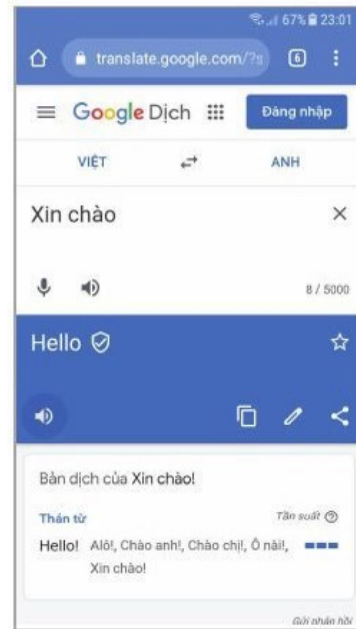 67% 23:01
translate.google.com/?s 6
Google Dịch Đăng nhập
VIỆT ANH
Xin chào
8 / 5000
Hello
Bản dịch của Xin chào!
Thán từ Tần suất
Hello! Alô!, Chào anh!, Chào chị!, Ô này!,
Xin chào!
Gửi phản hồi